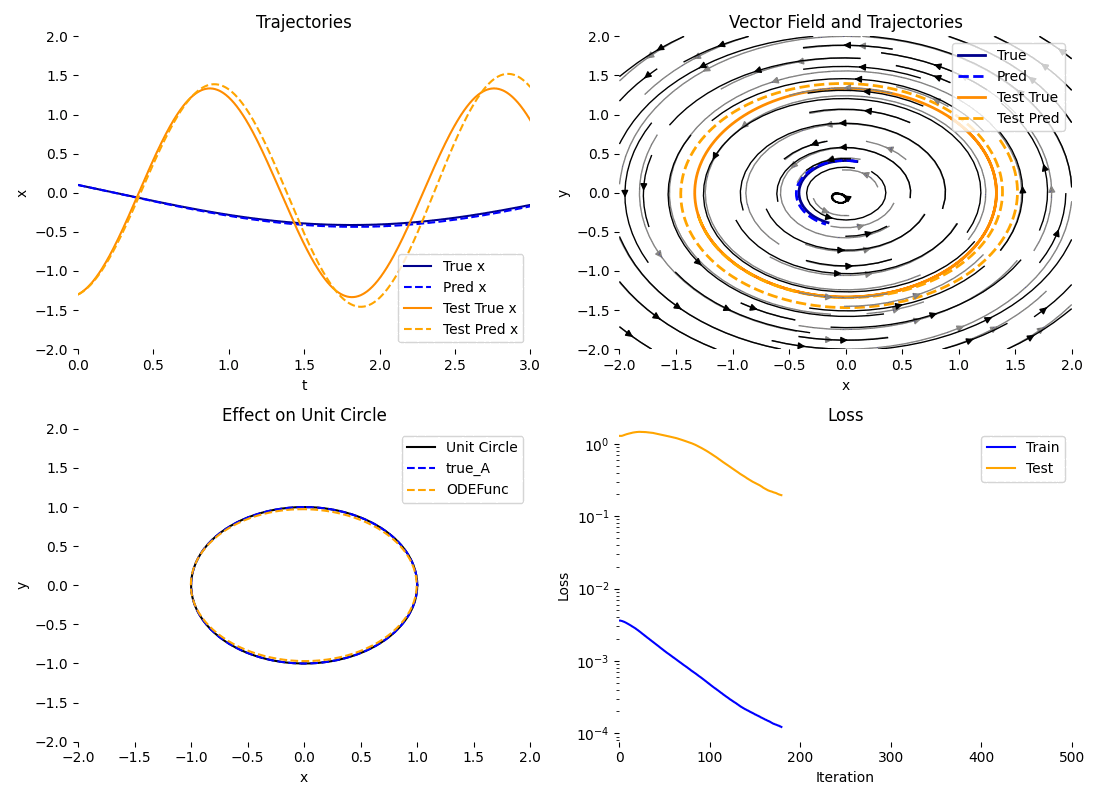 Trajectories
2.0
1.5
1.0
0.5
0.0
−0.5
−1.0
−1.5
−2.0
x
0.0 0.5 1.0 1.5 2.0 2.5 3.0
t
True x
Pred x
Test True x
Test Pred x
Vector Field and Trajectories
2.0
1.5
1.0
0.5
0.0
−0.5
−1.0
−1.5
−2.0
y
−2.0 −1.5 −1.0 −0.5 0.0 0.5 1.0 1.5 2.0
x
True
Pred
Test True
Test Pred
Effect on Unit Circle
2.0
1.5
1.0
0.5
0.0
−0.5
−1.0
−1.5
−2.0
y
−2.0 −1.5 −1.0 −0.5 0.0 0.5 1.0 1.5 2.0
x
Unit Circle
true_A
ODEFunc
Loss
10⁰
10⁻¹
10⁻²
10⁻³
10⁻⁴
Loss
0 100 200 300 400 500
Iteration
Train
Test